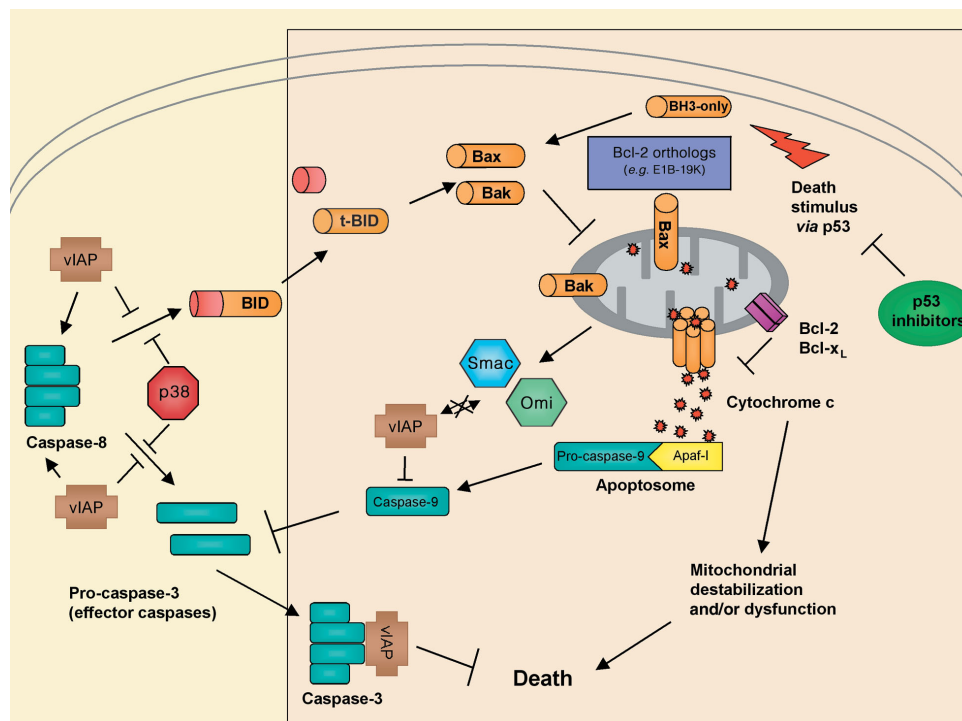 BH3-only
Bcl-2 orthologs
(e.g. E1B-19K)
Bax
Bak
t-BID
Death
stimulus
via p53
Bax
vIAP
BID
Bak
p53
inhibitors
Bcl-2
Bcl-xL
Smac
Omi
p38
Cytochrome c
vIAP
Caspase-8
Pro-caspase-9
Apaf-I
Apoptosome
vIAP
Caspase-9
Pro-caspase-3
(effector caspases)
Mitochondrial
destabilization
and/or dysfunction
vIAP
Caspase-3
Death